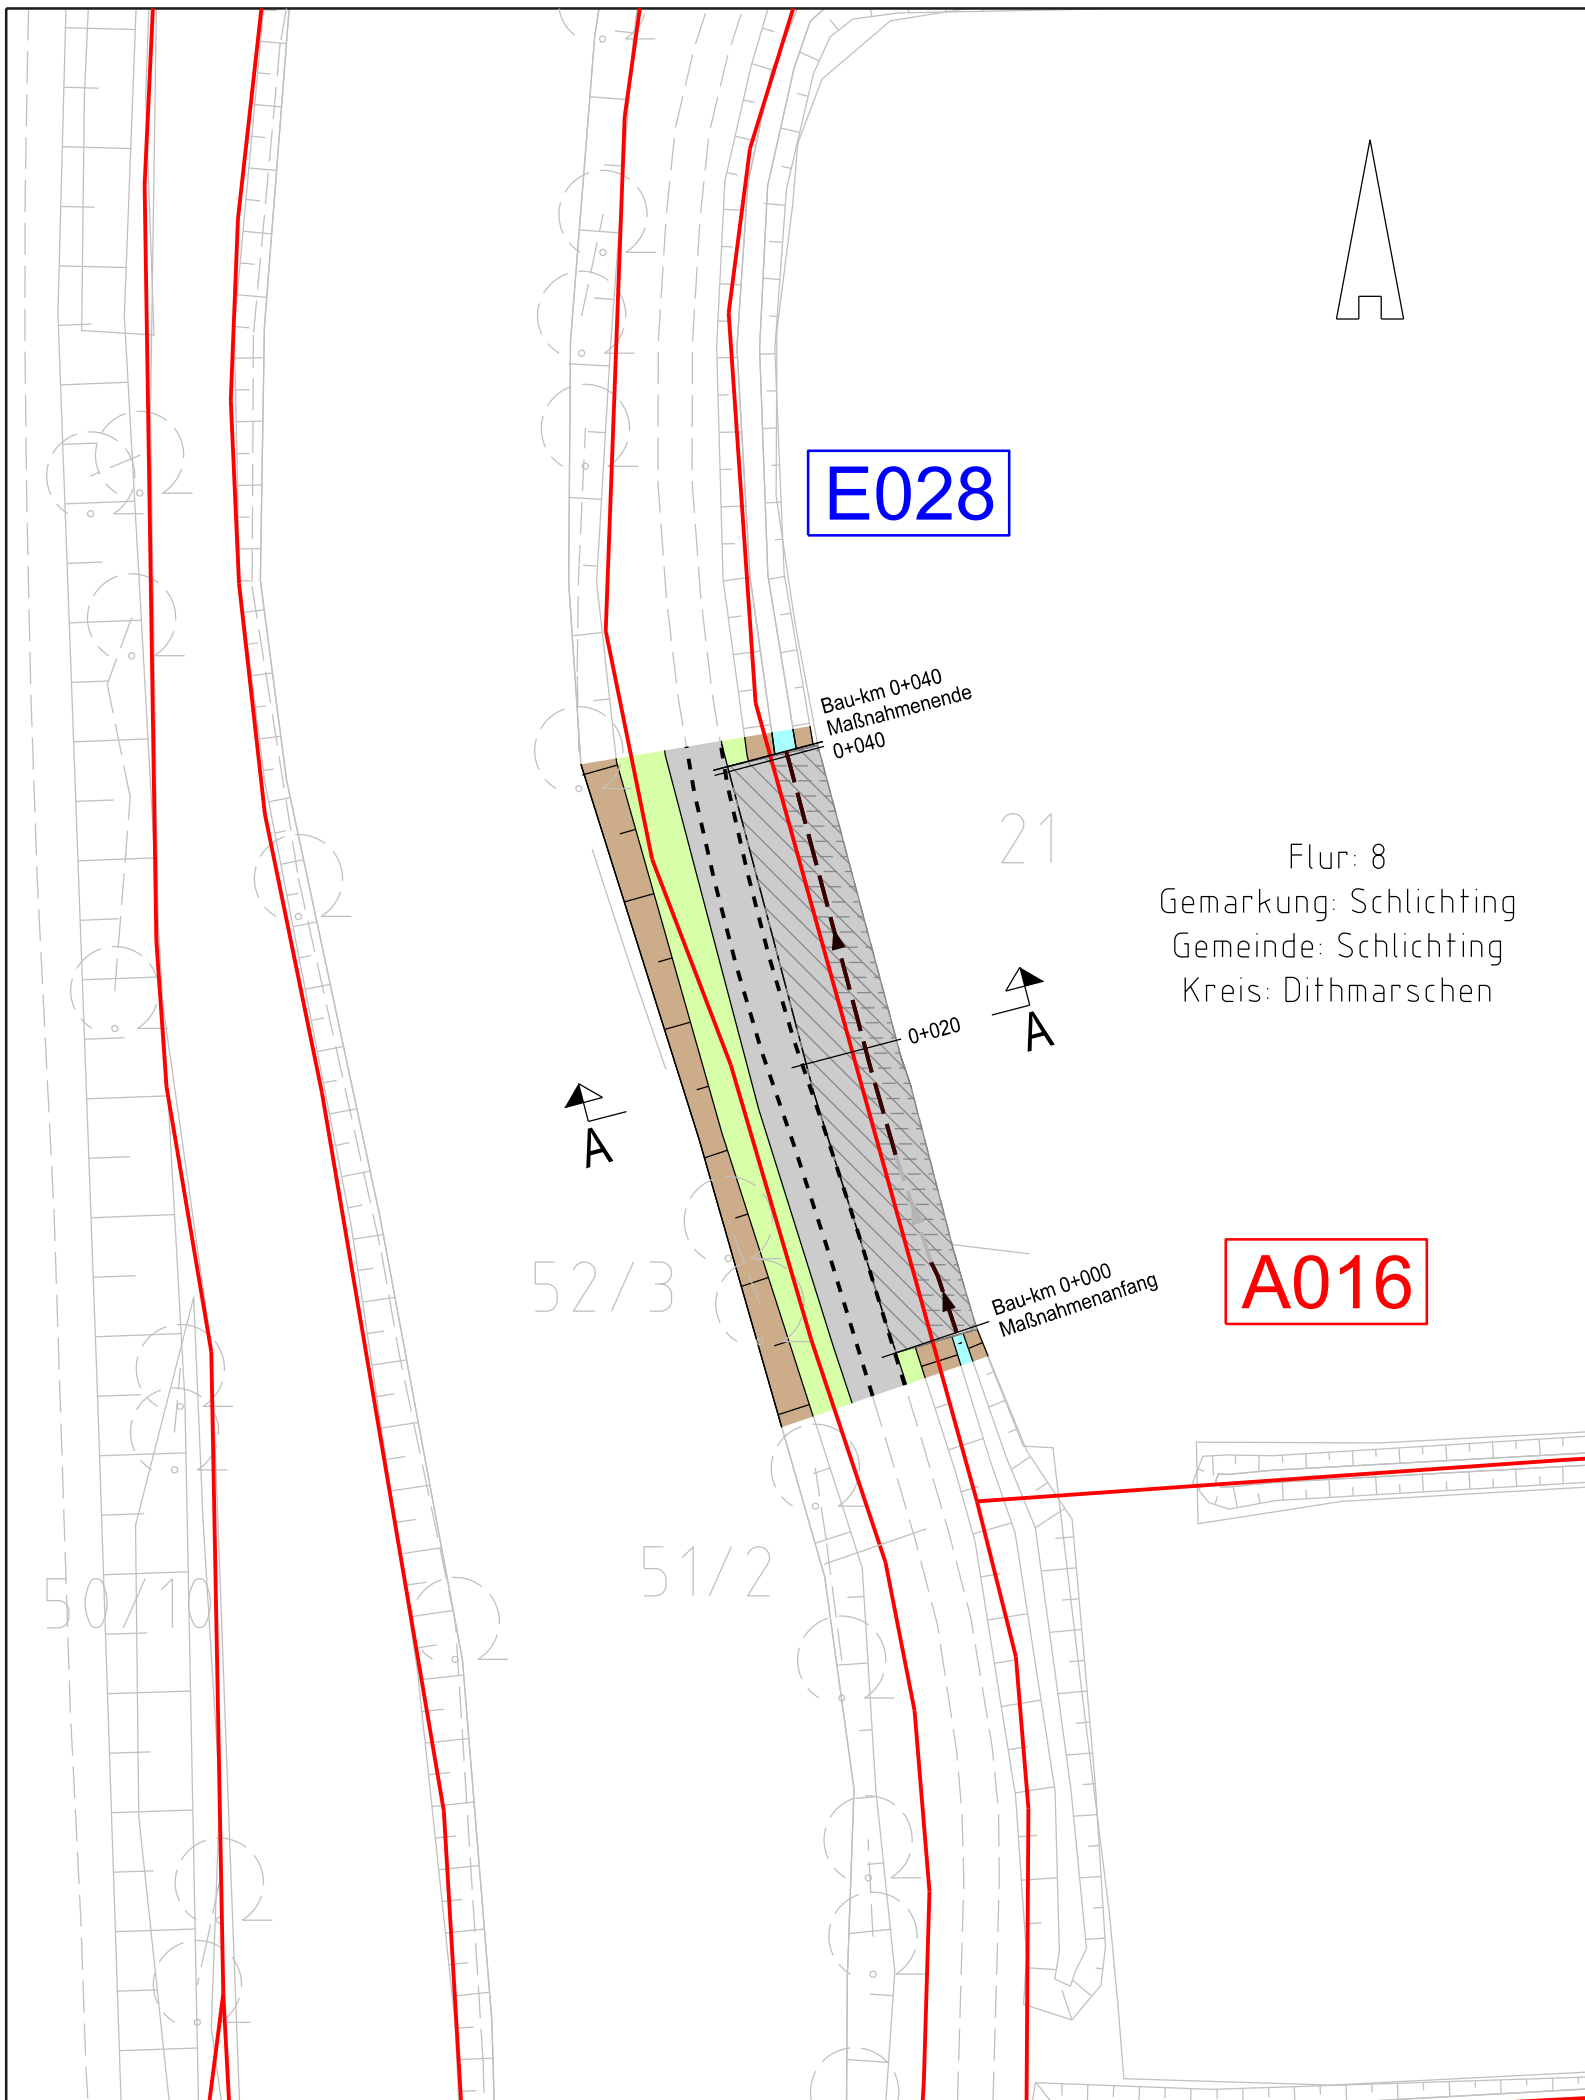 E028
Bau-km 0+040
Maßnahmenende
0+040
21
Flur: 8
Gemarkung: Schlichting
Gemeinde: Schlichting
Kreis: Dithmarschen
A
0+020
A
52/3
Bau-km 0+000
Maßnahmenanfang
A016
51/2
50/10